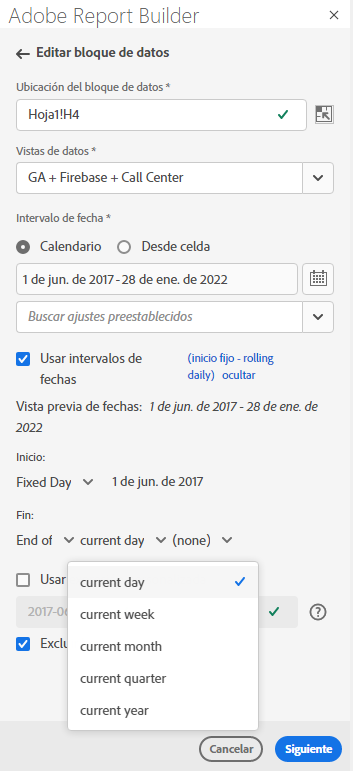 Adobe Report Builder
Editar bloque de datos
Ubicación del bloque de datos *
Hoja1!H4
Vistas de datos *
GA + Firebase + Call Center
Intervalo de fecha *
Calendario Desde celda
1 de jun. de 2017 - 28 de ene. de 2022
Buscar ajustes preestablecidos
Usar intervalos de fechas
(inicio fijo - rolling daily) ocultar
Vista previa de fechas: 1 de jun. de 2017 - 28 de ene. de
2022
Inicio:
Fixed Day 1 de jun. de 2017
Fin:
End of current day (none)
current day
current week
current month
current quarter
current year
Usar
2017-0
Exclu
Cancelar Siguiente